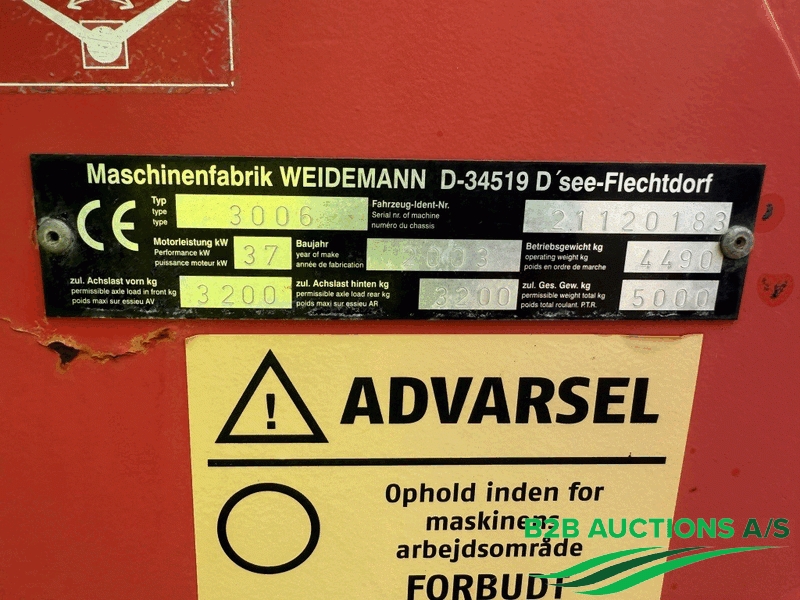 Maschinenfabrik WEIDEMANN D-34519 D´see-Flechtdorf
CE
Typ
type
type
3006
Fahrzeug-Ident-Nr.
Serial nr. of machine
numéro du chassis
21120183
Motorleistung kW
Performance kW
puissance moteur kW
37
Baujahr
year of make
année de fabrication
2003
Betriebsgewicht kg
operating weight kg
poids en ordre de marche
4490
zul. Achslast vorn kg
permissible axle load in front kg
poids maxi sur essieu AV
3200
zul. Achslast hinten kg
permissible axle load rear kg
poids maxi sur essieu AR
3200
zul. Ges. Gew. kg
permissible weight total kg
poids total roulant. P.T.R.
5000
! ADVARSEL
Ophold inden for
maskinens
arbejdsområde
FORBUDT
B2B AUCTIONS A/S